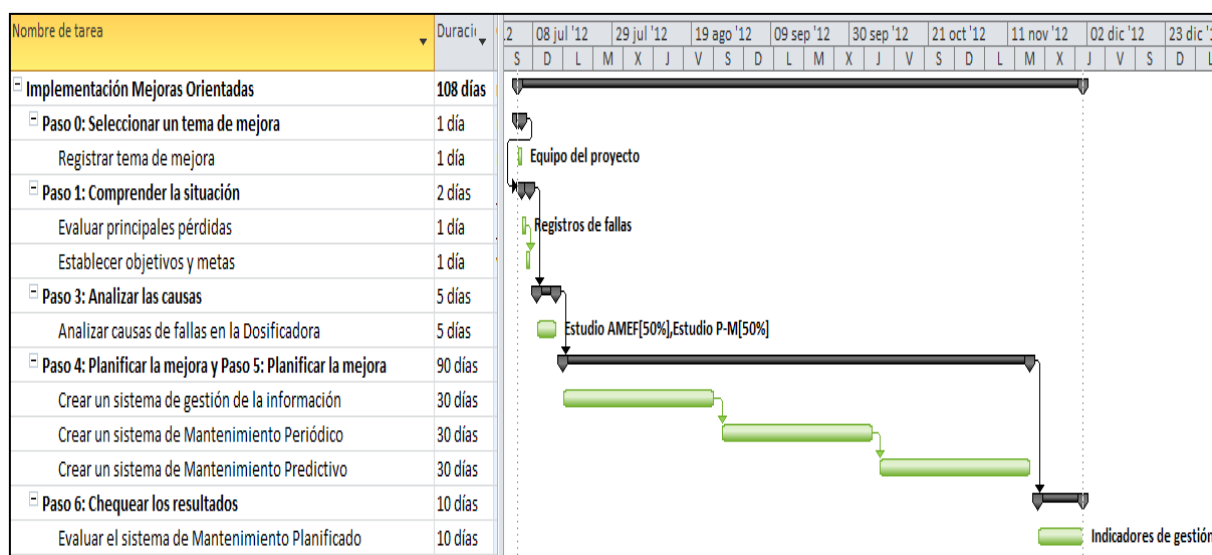 Nombre de tarea Duraci 12 08 jul '12 29 jul '12 19 ago '12 09 sep '12 30 sep '12 21 oct '12 11 nov '12 02 dic '12 23 dic '1
S D L M X J V S D L M X J V S D L M X J V S D L
Implementación Mejoras Orientadas 108 días
Paso 0: Seleccionar un tema de mejora 1 día
Registrar tema de mejora 1 día Equipo del proyecto
Paso 1: Comprender la situación 2 días
Evaluar principales pérdidas 1 día Registros de fallas
Establecer objetivos y metas 1 día
Paso 3: Analizar las causas 5 días
Analizar causas de fallas en la Dosificadora 5 días Estudio AMEF[50%],Estudio P-M[50%]
Paso 4: Planificar la mejora y Paso 5: Planificar la mejora 90 días
Crear un sistema de gestión de la información 30 días
Crear un sistema de Mantenimiento Periódico 30 días
Crear un sistema de Mantenimiento Predictivo 30 días
Paso 6: Chequear los resultados 10 días
Evaluar el sistema de Mantenimiento Planificado 10 días Indicadores de gestión